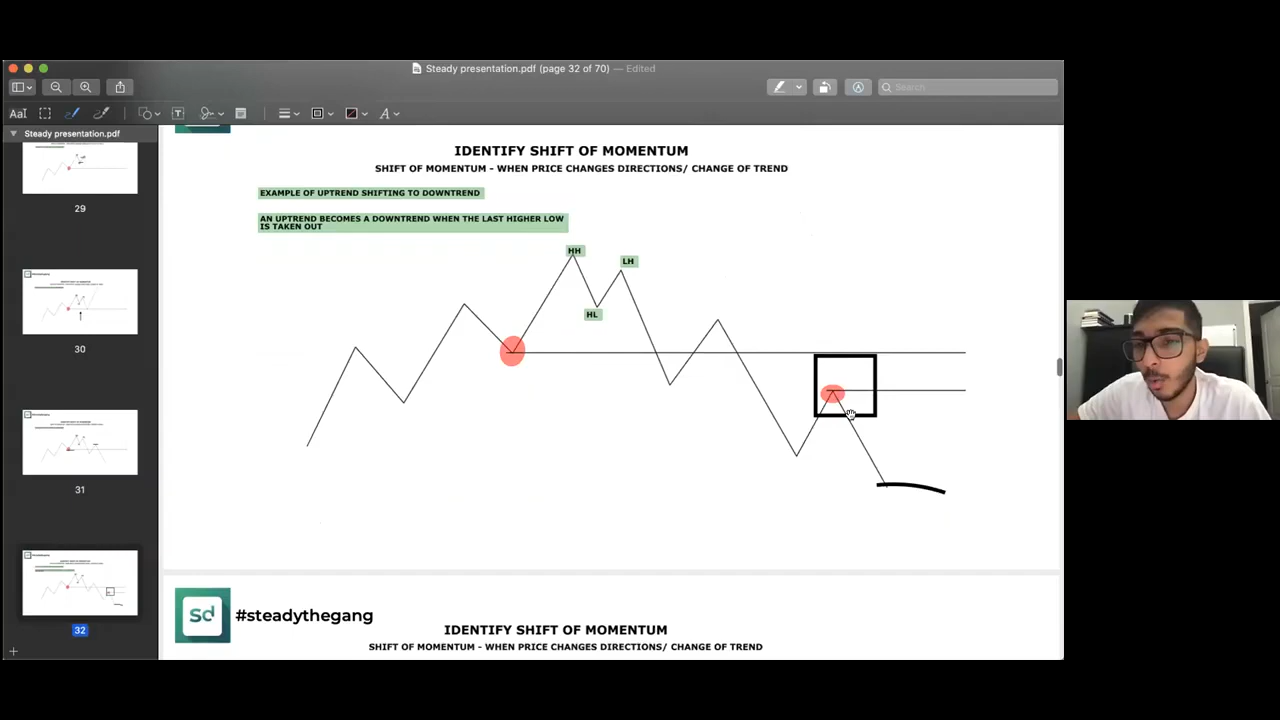 Steady presentation.pdf (page 32 of 70) — Edited
Search
AaI
A
Steady presentation.pdf
29
30
31
32
IDENTIFY SHIFT OF MOMENTUM
SHIFT OF MOMENTUM - WHEN PRICE CHANGES DIRECTIONS/ CHANGE OF TREND
EXAMPLE OF UPTREND SHIFTING TO DOWNTREND
AN UPTREND BECOMES A DOWNTREND WHEN THE LAST HIGHER LOW
IS TAKEN OUT
HH
LH
HL
Sd
#steadythegang
IDENTIFY SHIFT OF MOMENTUM
SHIFT OF MOMENTUM - WHEN PRICE CHANGES DIRECTIONS/ CHANGE OF TREND